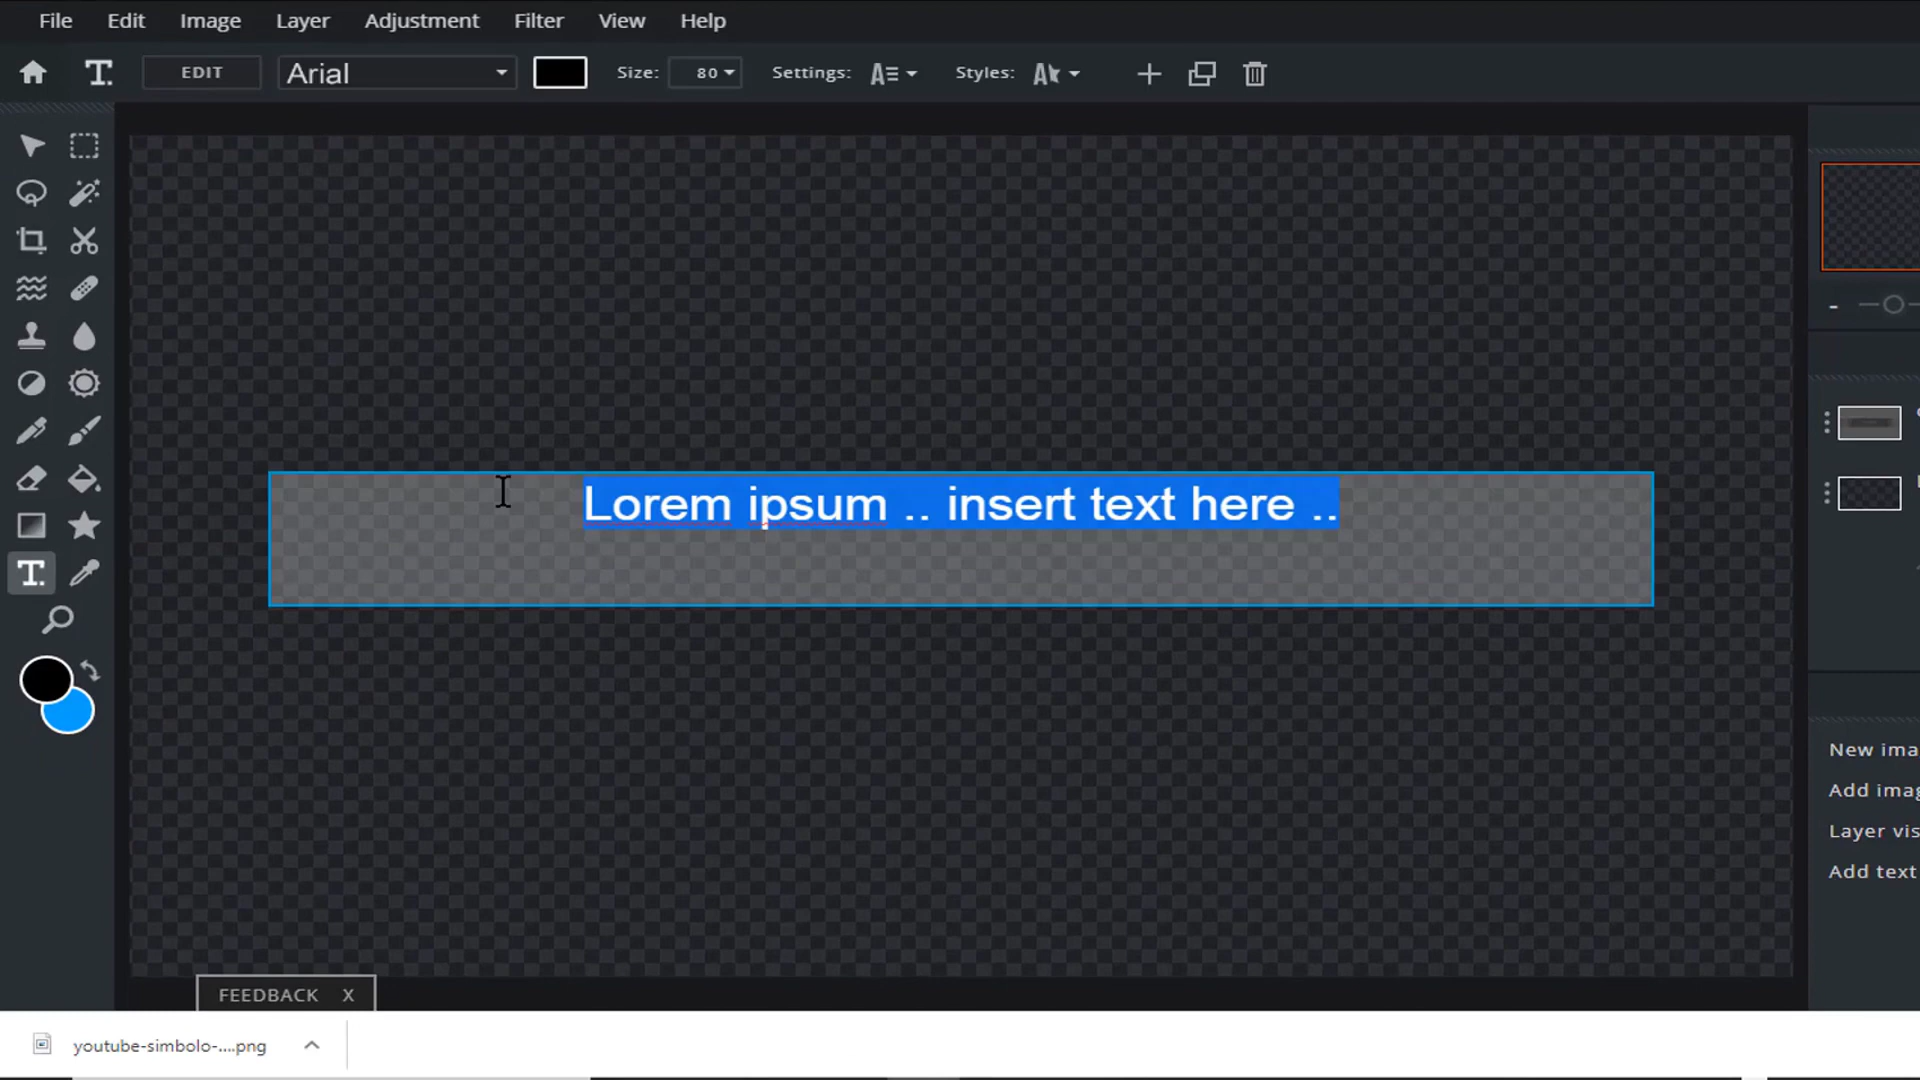 File Edit Image Layer Adjustment Filter View Help
EDIT Arial Size: 80 Settings: Styles:
Lorem ipsum .. insert text here ..
New ima
Add imag
Layer vis
Add text
FEEDBACK X
youtube-simbolo-....png